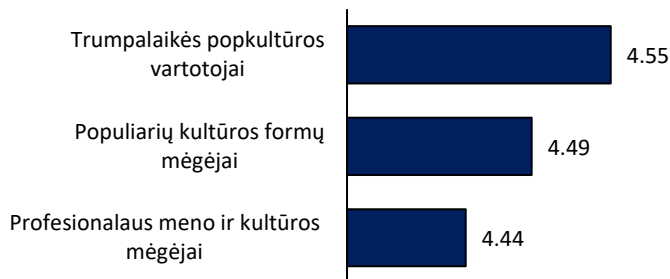 Trumpalaikės popkultūros
vartotojai
4.55
Populiarių kultūros formų
mėgėjai
4.49
Profesionalaus meno ir kultūros
mėgėjai
4.44